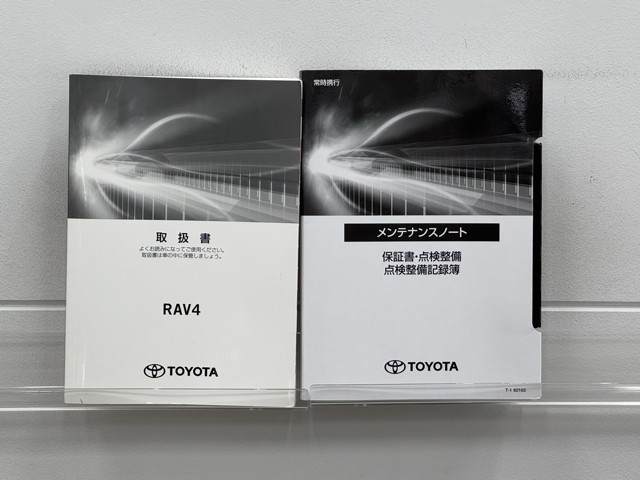 取扱書
よくお読みになってご使用ください。
取扱書は車の中に保管しましょう。
RAV4
TOYOTA
常時携行
メンテナンスノート
保証書・点検整備
点検整備記録簿
TOYOTA